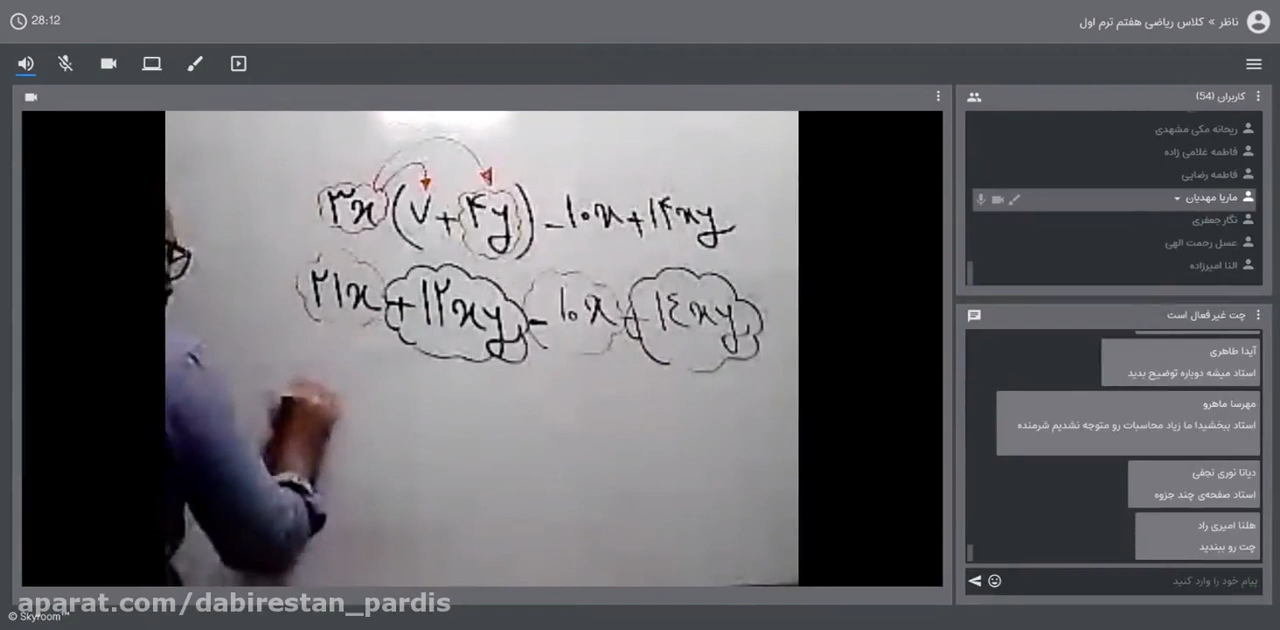 28:12
ناظر » کلاس ریاضی هفتم ترم اول
۳x(۷+۴y)-۱۰x+۱۴xy
۲۱x+۱۲xy-۱۰x+۱۴xy
کاربران (54)
ریحانه مکی مشهدی
فاطمه غلامی زاده
فاطمه رضایی
ماریا مهدیان
نگار جعفری
عسل رحمت الهی
النا امیرزاده
چت غیر فعال است
آیدا طاهری
استاد میشه دوباره توضیح بدید
مهرسا ماهرو
استاد ببخشیدا ما زیاد محاسبات رو متوجه نشدیم شرمنده
دیانا نوری نجفی
استاد صفحه‌ی چند جزوه
هلنا امیری راد
چت رو ببندید
پیام خود را وارد کنید
aparat.com/dabirestan_pardis
© Skyroom™